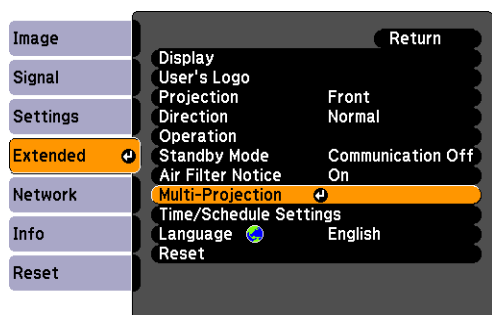 Image
Signal
Settings
Extended
Network
Info
Reset
Return
Display
User's Logo
Projection Front
Direction Normal
Operation
Standby Mode Communication Off
Air Filter Notice On
Multi-Projection
Time/Schedule Settings
Language English
Reset